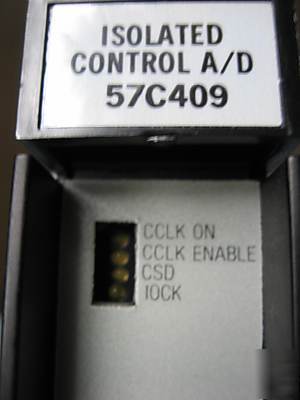 ISOLATED
CONTROL A/D
57C409
CCLK ON
CCLK ENABLE
CSD
IOCK